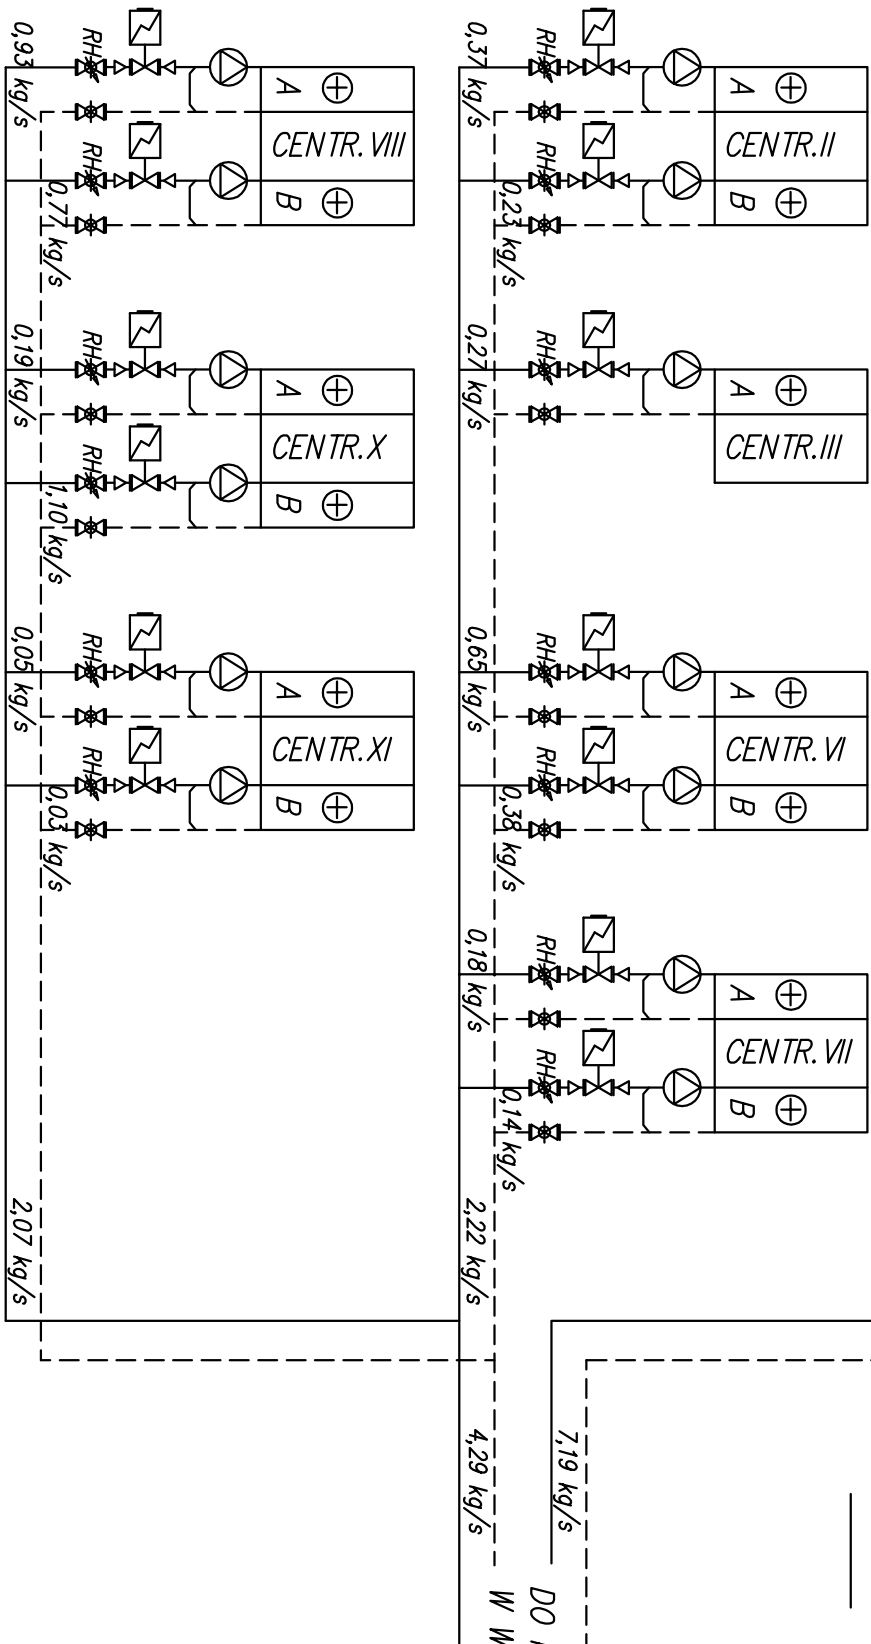 0,93 kg/s
RH
A
CENTR. VIII
RH
0,77 kg/s
B
0,37 kg/s
RH
A
CENTR.II
RH
0,23 kg/s
B
0,19 kg/s
RH
A
CENTR.X
RH
1,10 kg/s
B
0,27 kg/s
RH
A
CENTR.III
0,05 kg/s
RH
A
CENTR.XI
RH
0,03 kg/s
B
0,65 kg/s
RH
A
CENTR. VI
RH
0,38 kg/s
B
0,18 kg/s
RH
A
CENTR. VII
RH
0,14 kg/s
B
2,07 kg/s
2,22 kg/s
4,29 kg/s
7,19 kg/s
DO
W